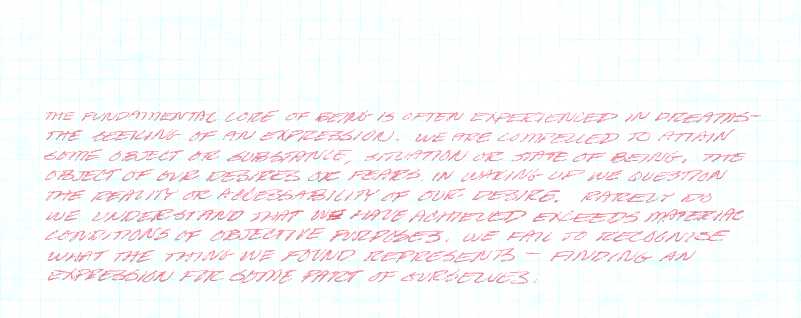 THE FUNDAMENTAL CORE OF BEING IS OFTEN EXPERIENCED IN DREAMS—
THE SEEKING OF AN EXPRESSION. WE ARE COMPELLED TO ATTAIN
SOME OBJECT OR SUBSTANCE, SITUATION OR STATE OF BEING, THE
OBJECT OF OUR DESIRES OR FEARS. IN WAKING UP WE QUESTION
THE REALITY OR ACCESSABILITY OF OUR DESIRE. RARELY DO
WE UNDERSTAND THAT WE HAVE ACHIEVED EXCEEDS MATERIAL
CONDITIONS OF OBJECTIVE PURPOSES. WE FAIL TO RECOGNISE
WHAT THE THING WE FOUND REPRESENTS — FINDING AN
EXPRESSION FOR SOME PART OF OURSELVES.